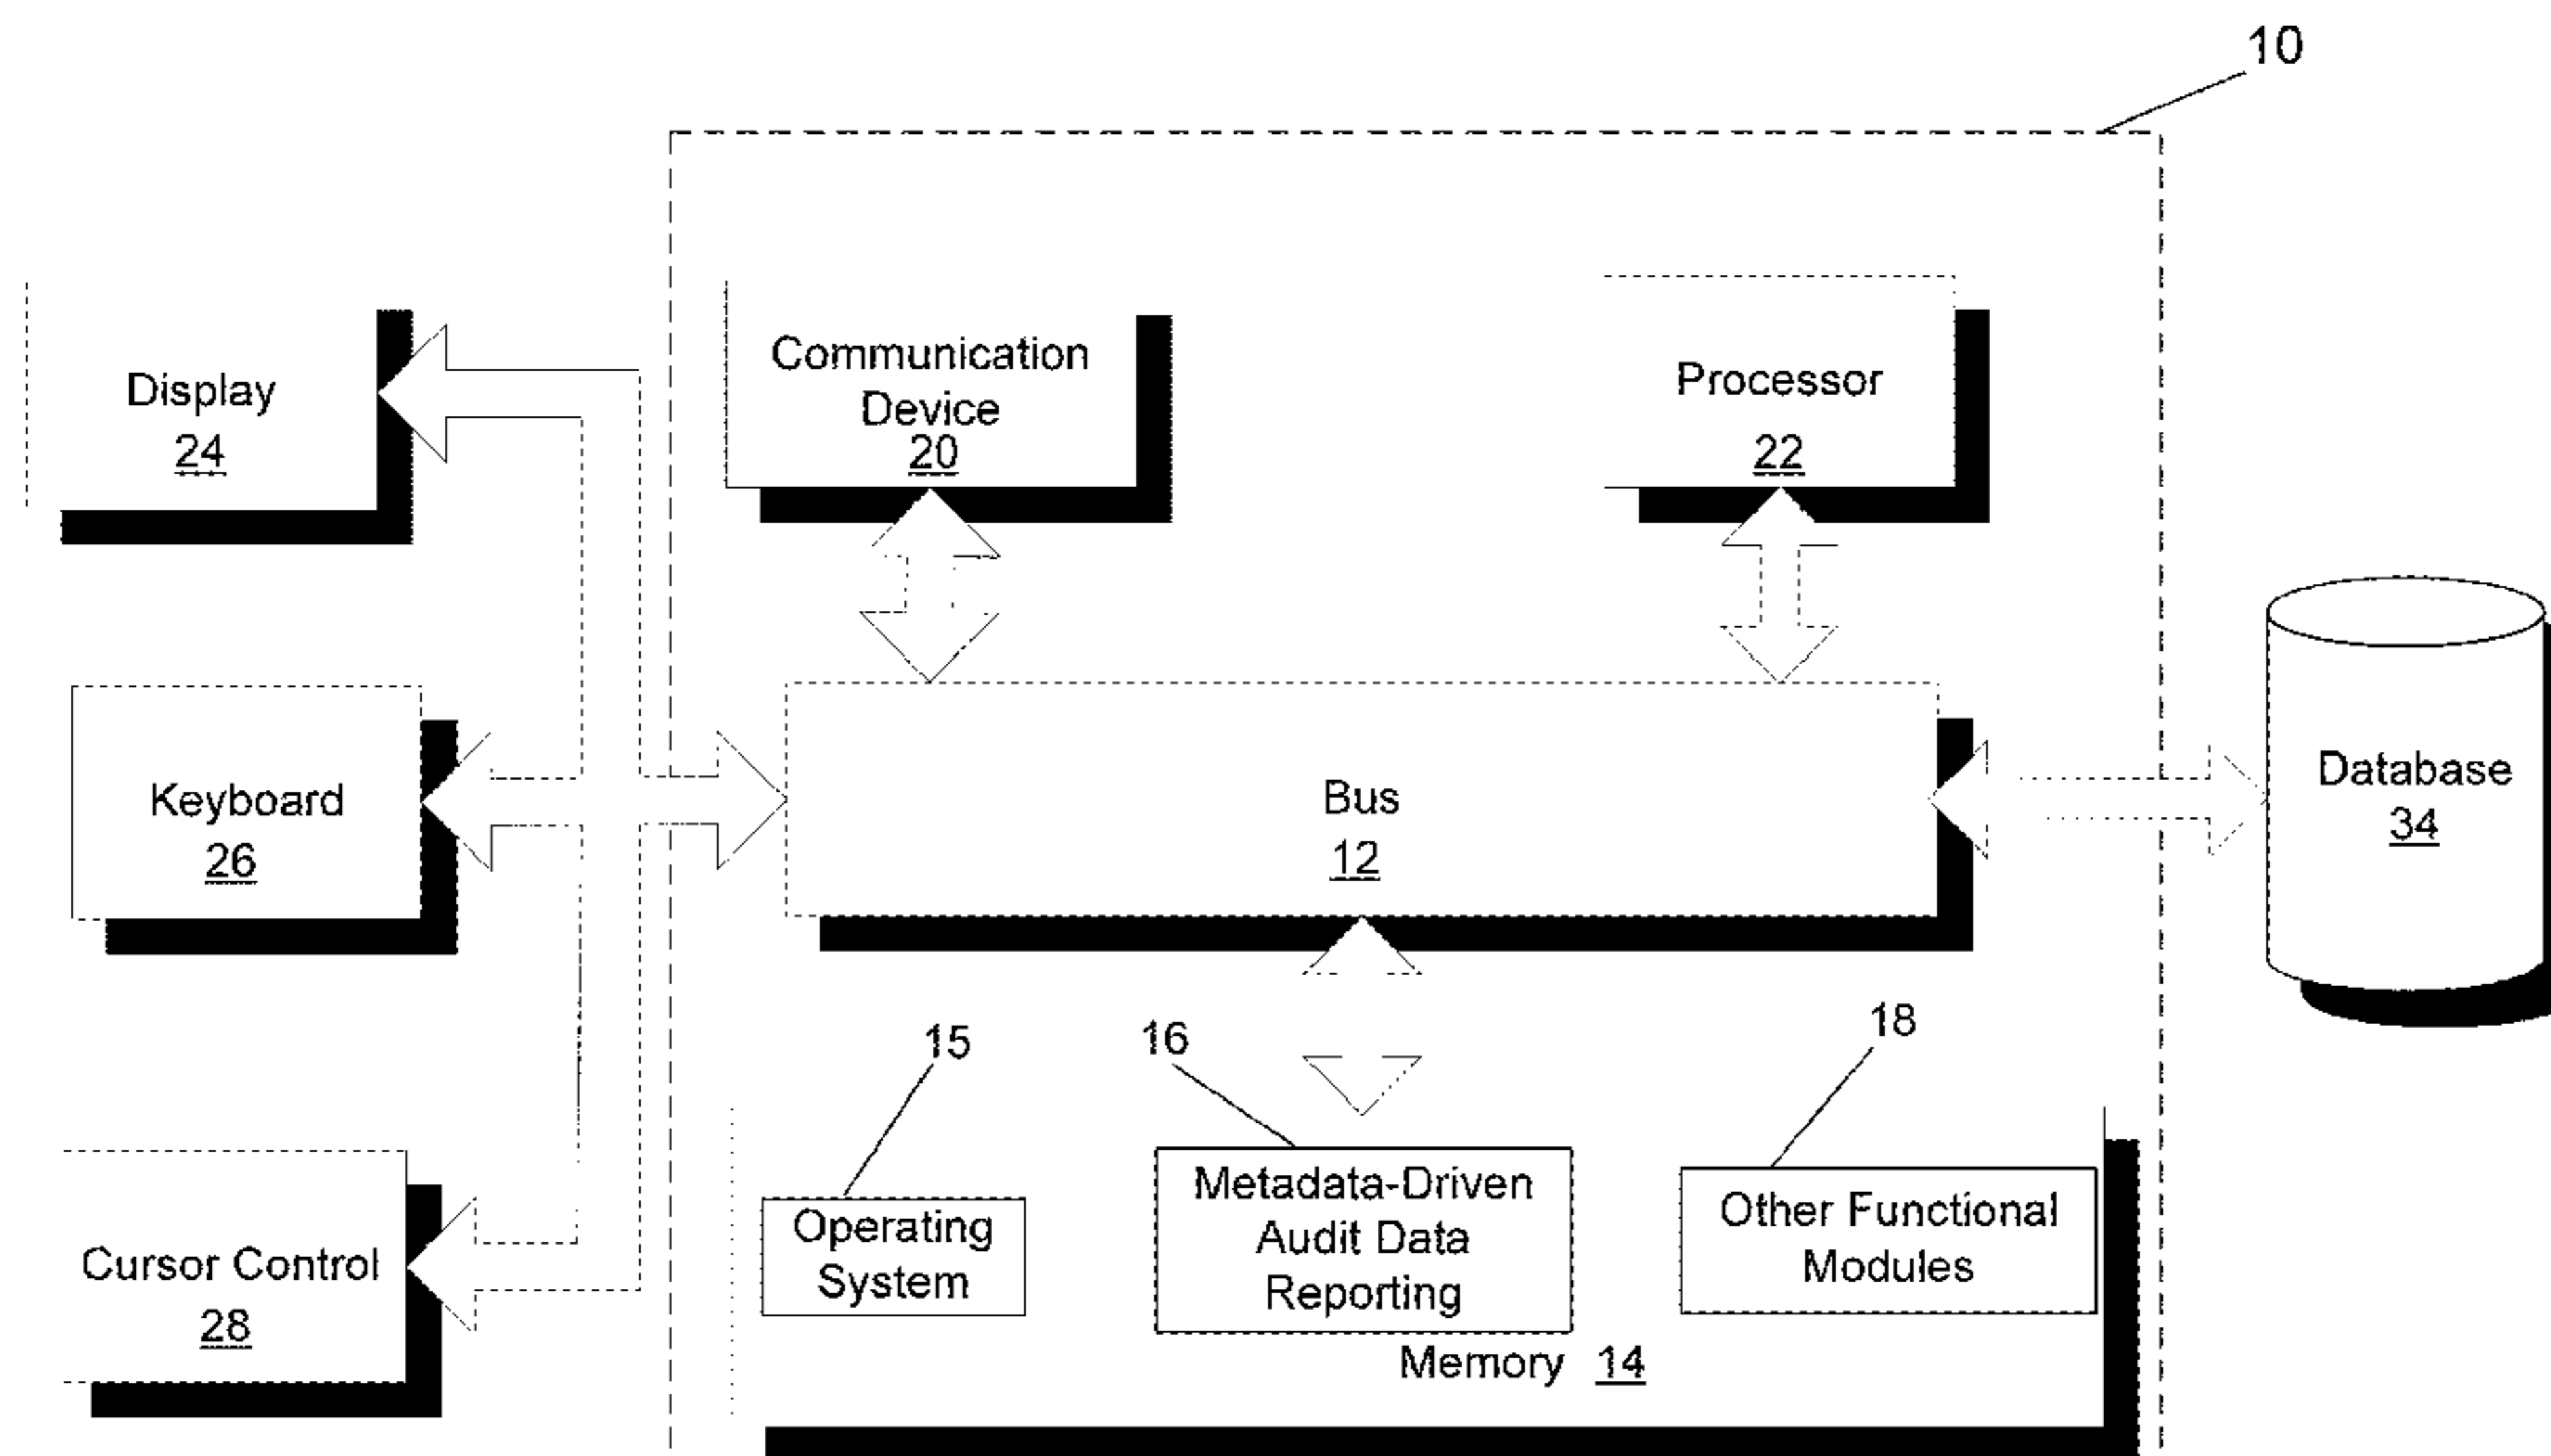 10
Display
24
Communication
Device
20
Processor
22
Keyboard
26
Bus
12
Database
34
15
16
18
Cursor Control
28
Operating
System
Metadata-Driven
Audit Data
Reporting
Other Functional
Modules
Memory 14